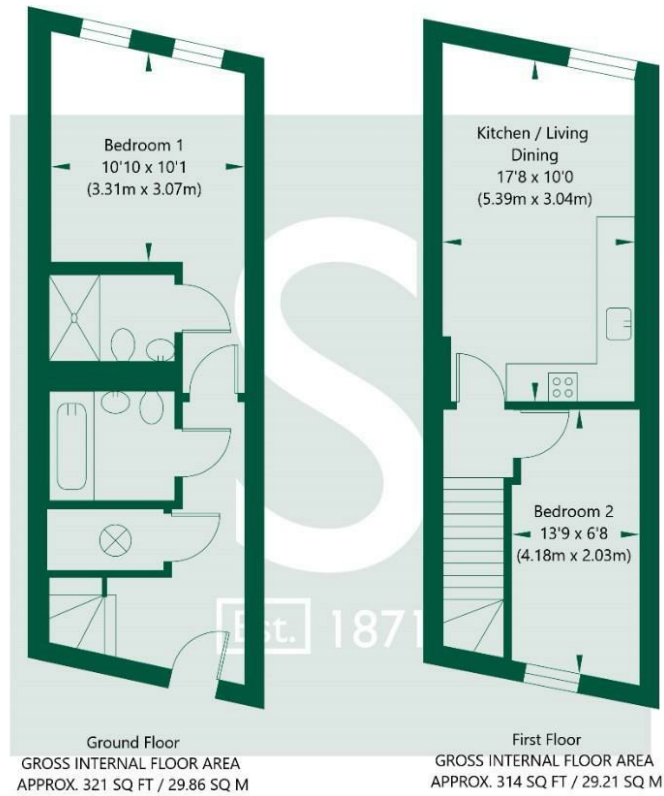 Bedroom 1
10'10 x 10'1
(3.31m x 3.07m)
Kitchen / Living
Dining
17'8 x 10'0
(5.39m x 3.04m)
Bedroom 2
13'9 x 6'8
(4.18m x 2.03m)
S
Est. 1871
Ground Floor
GROSS INTERNAL FLOOR AREA
APPROX. 321 SQ FT / 29.86 SQ M
First Floor
GROSS INTERNAL FLOOR AREA
APPROX. 314 SQ FT / 29.21 SQ M